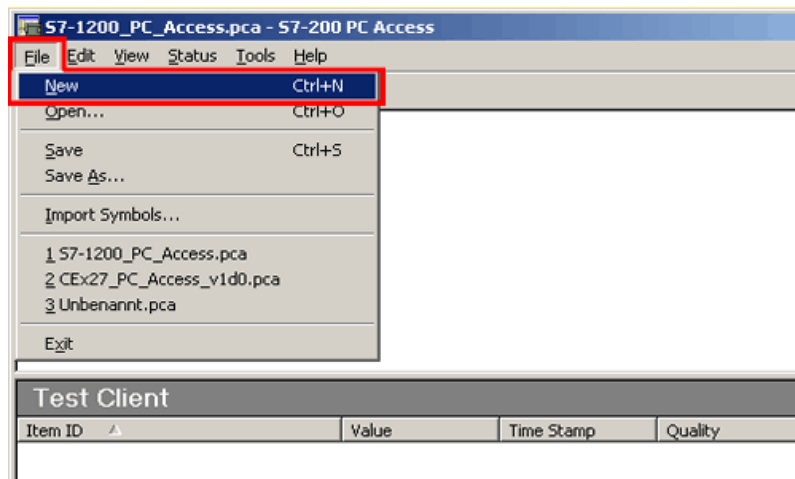 S7-1200_PC_Access.pca - S7-200 PC Access
File Edit View Status Tools Help
New Ctrl+N
Open... Ctrl+O
Save Ctrl+S
Save As...
Import Symbols...
1 S7-1200_PC_Access.pca
2 CEx27_PC_Access_v1d0.pca
3 Unbenannt.pca
Exit
Test Client
Item ID Value Time Stamp Quality